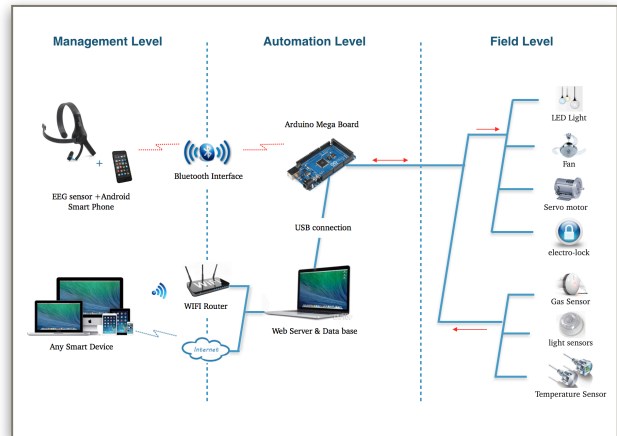 Management Level
Automation Level
Field Level
LED Light
Arduino Mega Board
Fan
Bluetooth Interface
+
EEG sensor +Android
Smart Phone
Servo motor
USB connection
electro-lock
WIFI Router
Gas Sensor
Web Server & Data base
Any Smart Device
Internet
light sensors
Temperature Sensor